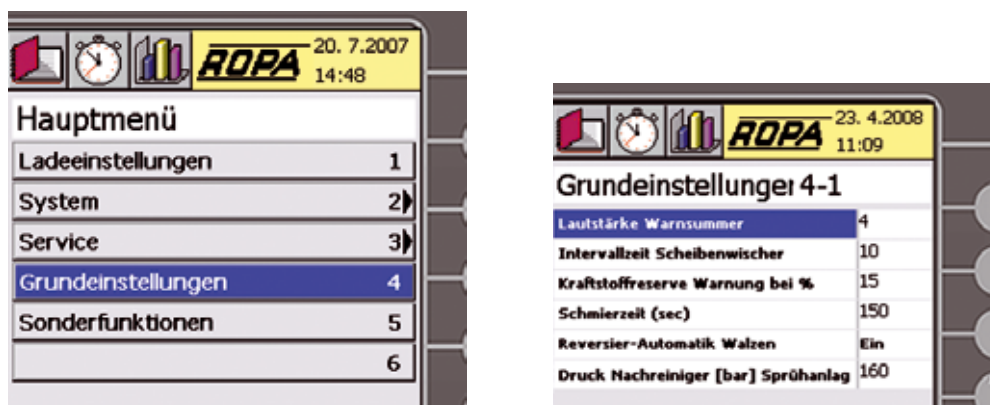 ROPA
20. 7.2007
14:48
Hauptmenü
Ladeeinstellungen 1
System 2
Service 3
Grundeinstellungen 4
Sonderfunktionen 5
6
ROPA
23. 4.2008
11:09
Grundeinstellunger 4-1
Lautstärke Warnsummer 4
Intervallzeit Scheibenwischer 10
Kraftstoffreserve Warnung bei % 15
Schmierzeit (sec) 150
Reversier-Automatik Walzen Ein
Druck Nachreiniger [bar] Sprühanlag 160